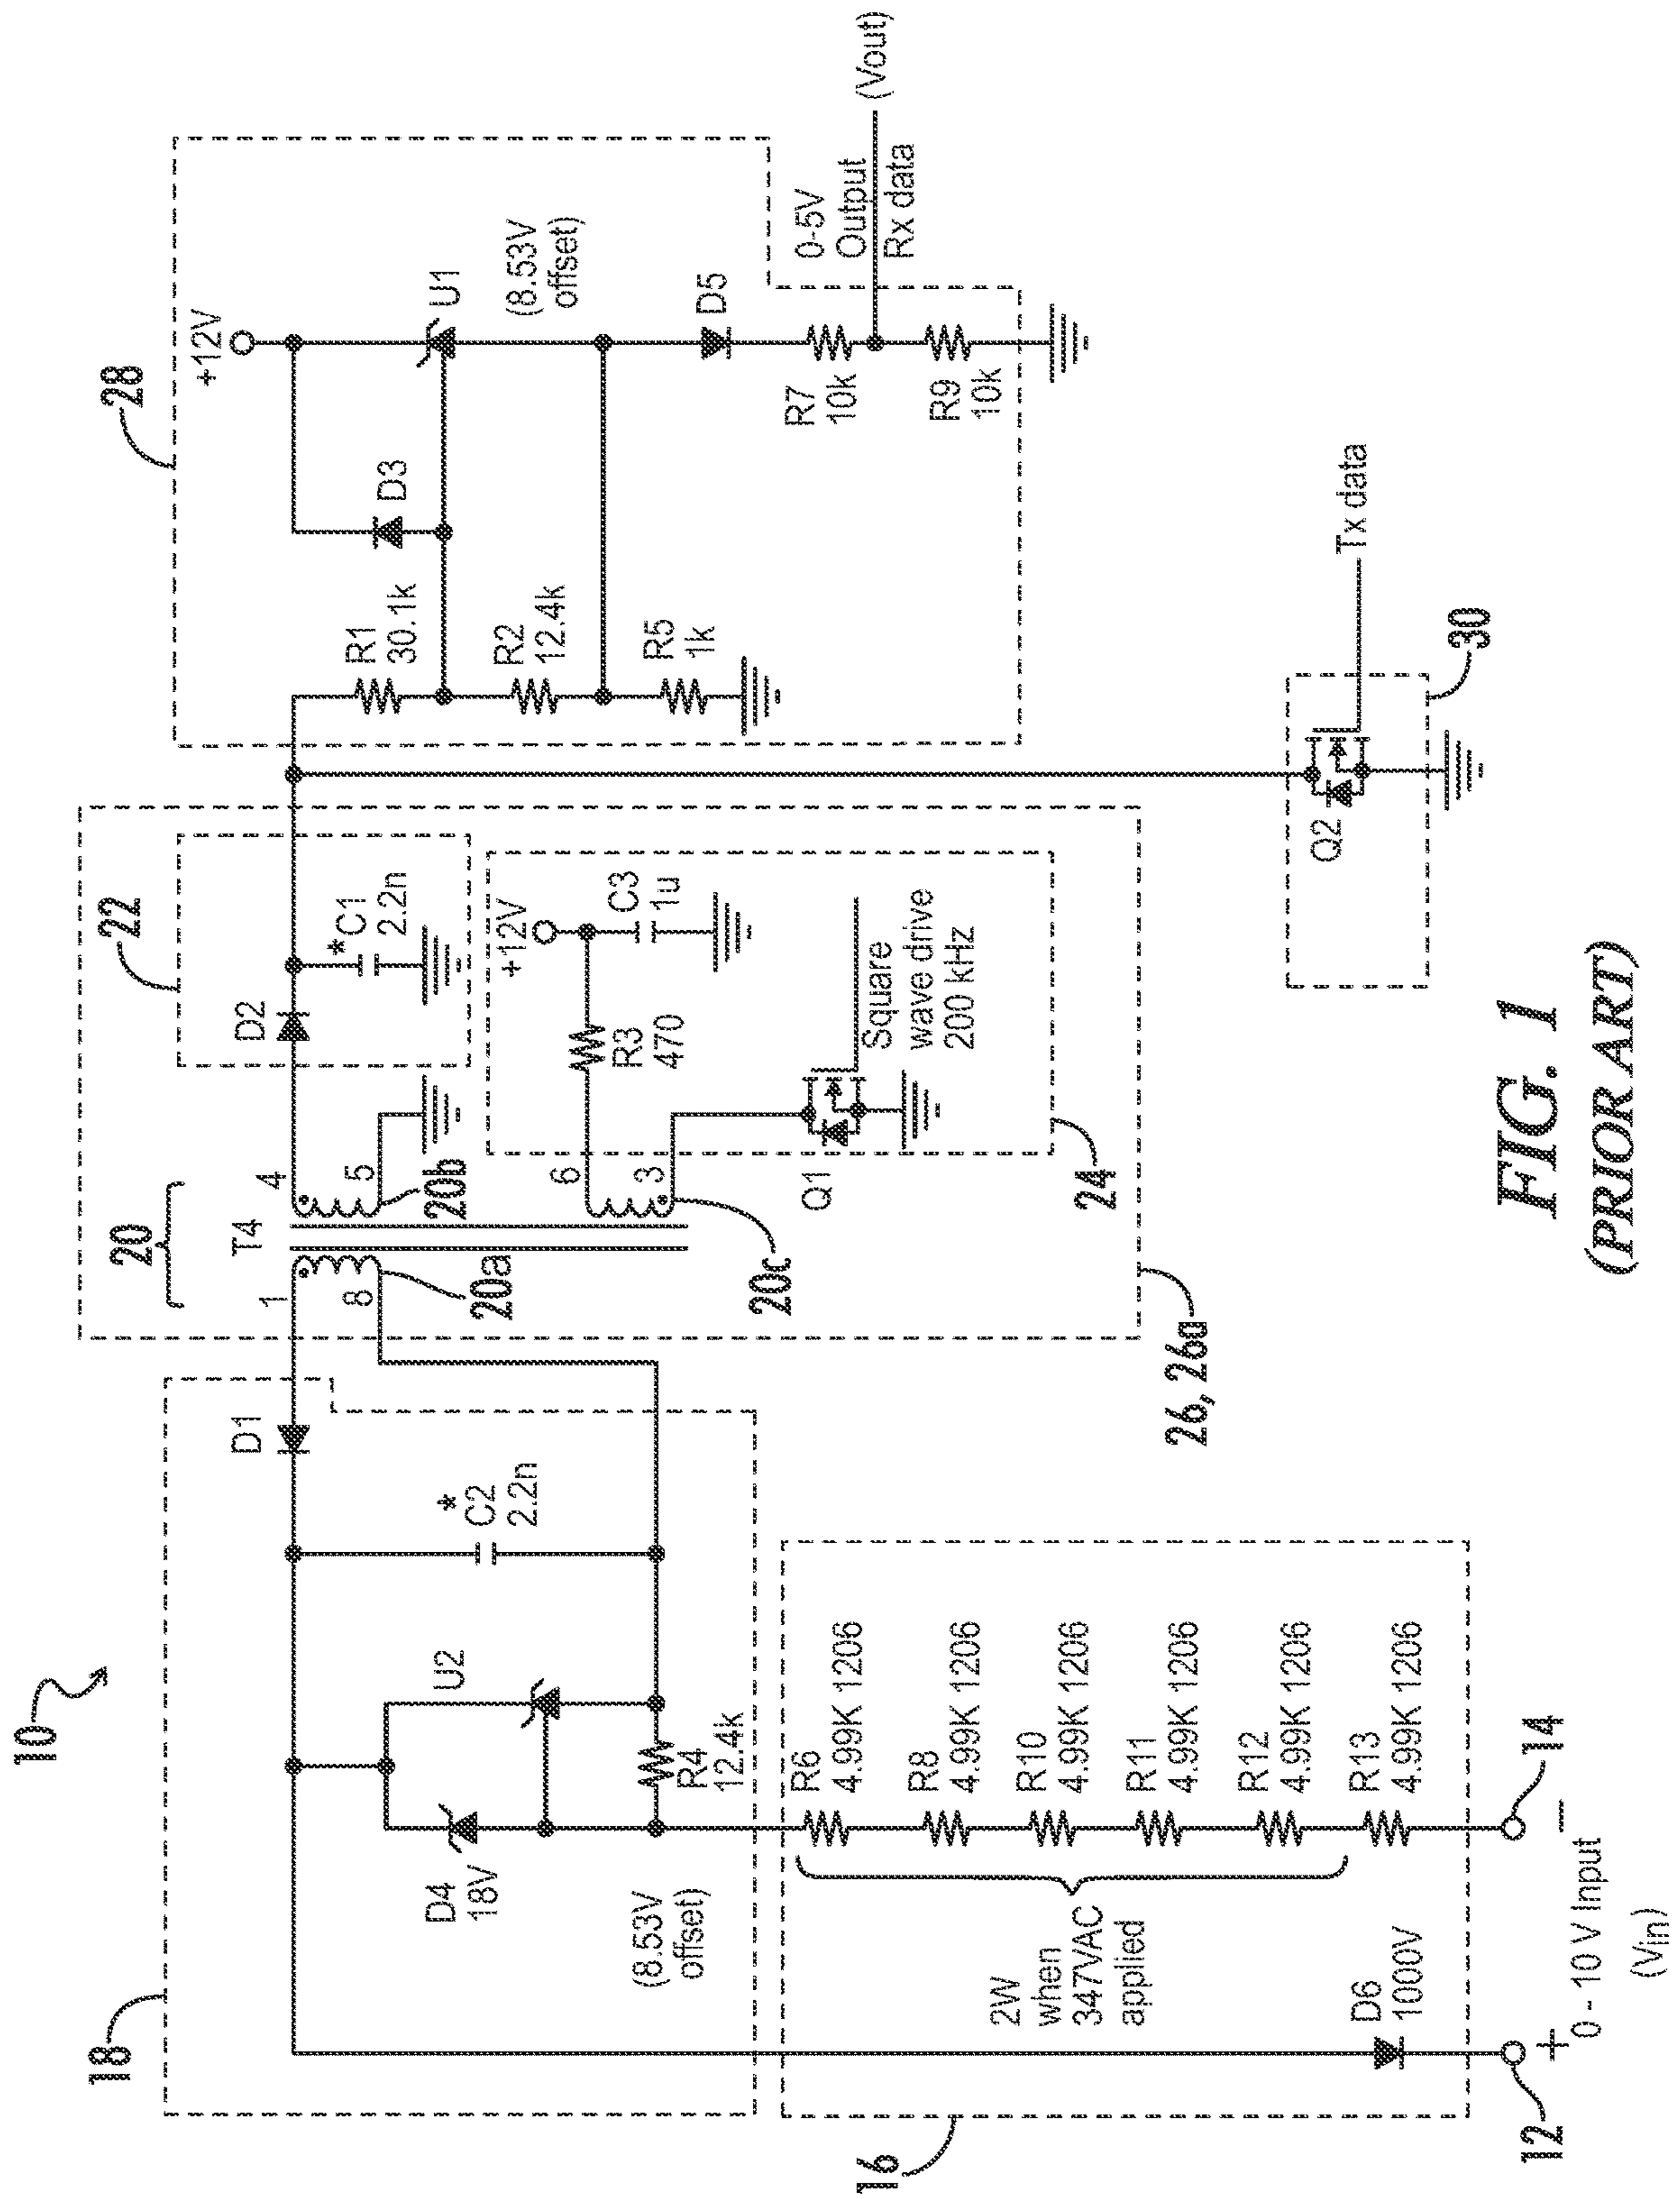 10
28
+12V
U1
(8.53V
offset)
D3
R1
30.1k
R2
12.4k
R5
1k
D5
R7
10k
R9
10k
0-5V
Output
Rx data
(Vout)
22
D2
*
C1
2.2n
20
T4
4
5
20b
1
8
20a
6
3
20c
+12V
C3
1u
R3
470
Q1
Square
wave drive
200 kHz
24
26, 26a
Tx data
30
Q2
18
D1
*
C2
2.2n
U2
D4
18V
R4
12.4k
(8.53V
offset)
R6
4.99K 1206
R8
4.99K 1206
R10
4.99K 1206
R11
4.99K 1206
R12
4.99K 1206
R13
4.99K 1206
2W
when
347VAC
applied
D6
1000V
16
12
+
14
−
0 - 10 V Input
(Vin)
FIG. 1
(PRIOR ART)